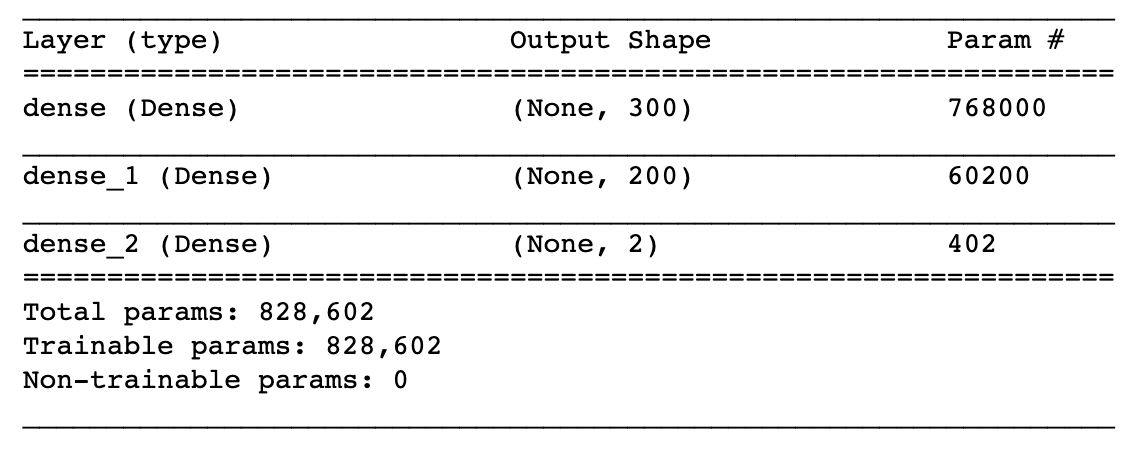 Layer (type) Output Shape Param #
=================================================================
dense (Dense) (None, 300) 768000
dense_1 (Dense) (None, 200) 60200
dense_2 (Dense) (None, 2) 402
=================================================================
Total params: 828,602
Trainable params: 828,602
Non-trainable params: 0